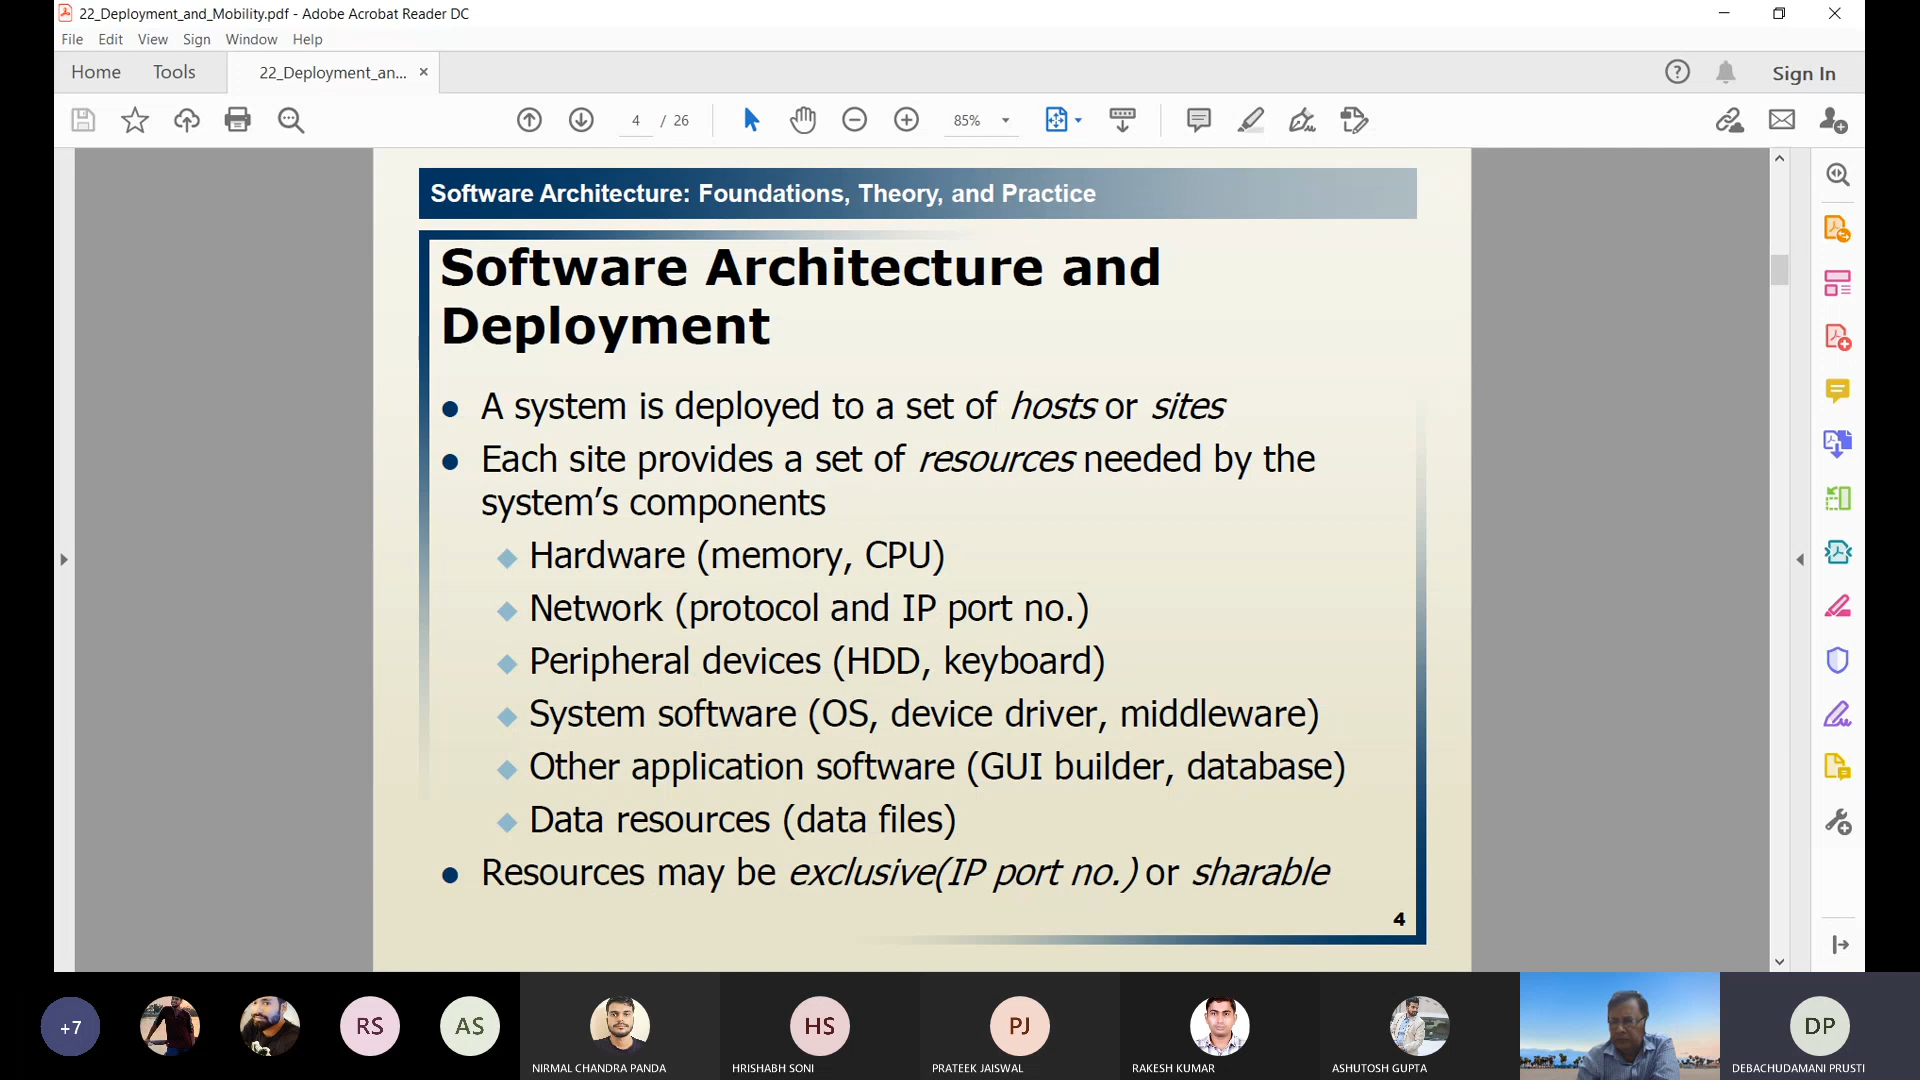 22_Deployment_and_Mobility.pdf - Adobe Acrobat Reader DC
File Edit View Sign Window Help
Home Tools 22_Deployment_an... Sign In
4 / 26 85%
Software Architecture: Foundations, Theory, and Practice
Software Architecture and
Deployment
A system is deployed to a set of hosts or sites
Each site provides a set of resources needed by the
system’s components
Hardware (memory, CPU)
Network (protocol and IP port no.)
Peripheral devices (HDD, keyboard)
System software (OS, device driver, middleware)
Other application software (GUI builder, database)
Data resources (data files)
Resources may be exclusive(IP port no.) or sharable
4
+7 RS AS HS PJ DP
NIRMAL CHANDRA PANDA HRISHABH SONI PRATEEK JAISWAL RAKESH KUMAR ASHUTOSH GUPTA DEBACHUDAMANI PRUSTI